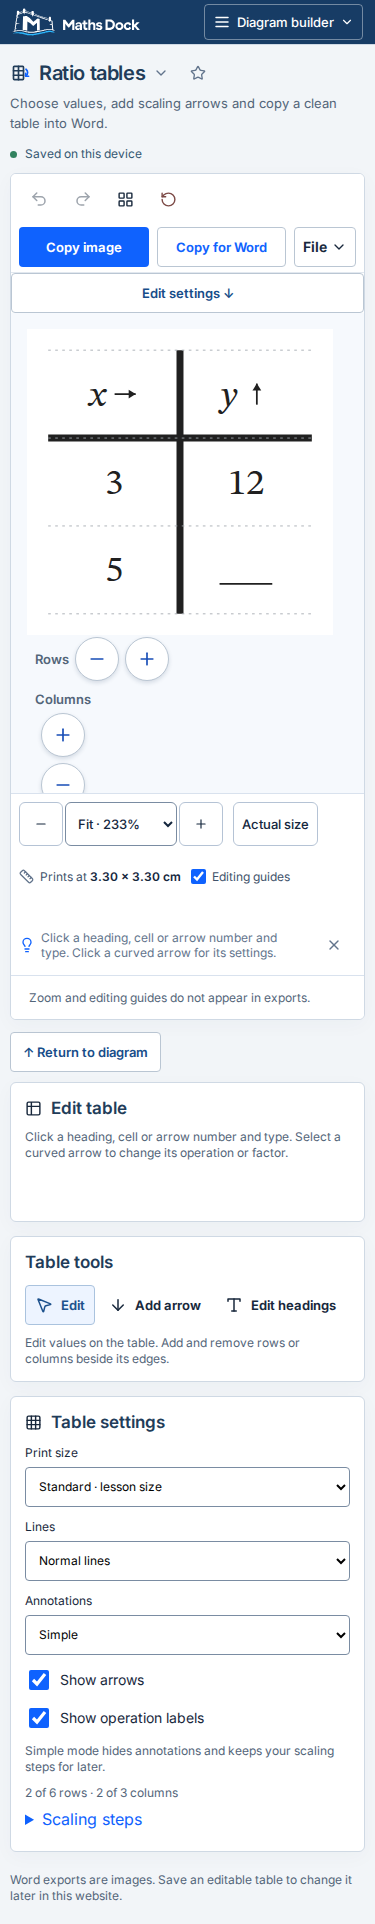 Maths Dock
Diagram builder
Ratio tables
Choose values, add scaling arrows and copy a clean
table into Word.
Saved on this device
Copy image
Copy for Word
File
Edit settings ↓
x → y ↑
3 12
5 ___
Rows − +
Columns
+
−
− Fit · 233% + Actual size
Prints at 3.30 × 3.30 cm Editing guides
Click a heading, cell or arrow number and
type. Click a curved arrow for its settings.
Zoom and editing guides do not appear in exports.
↑ Return to diagram
Edit table
Click a heading, cell or arrow number and type. Select a
curved arrow to change its operation or factor.
Table tools
Edit Add arrow Edit headings
Edit values on the table. Add and remove rows or
columns beside its edges.
Table settings
Print size
Standard · lesson size
Lines
Normal lines
Annotations
Simple
Show arrows
Show operation labels
Simple mode hides annotations and keeps your scaling
steps for later.
2 of 6 rows · 2 of 3 columns
Scaling steps
Word exports are images. Save an editable table to change it
later in this website.